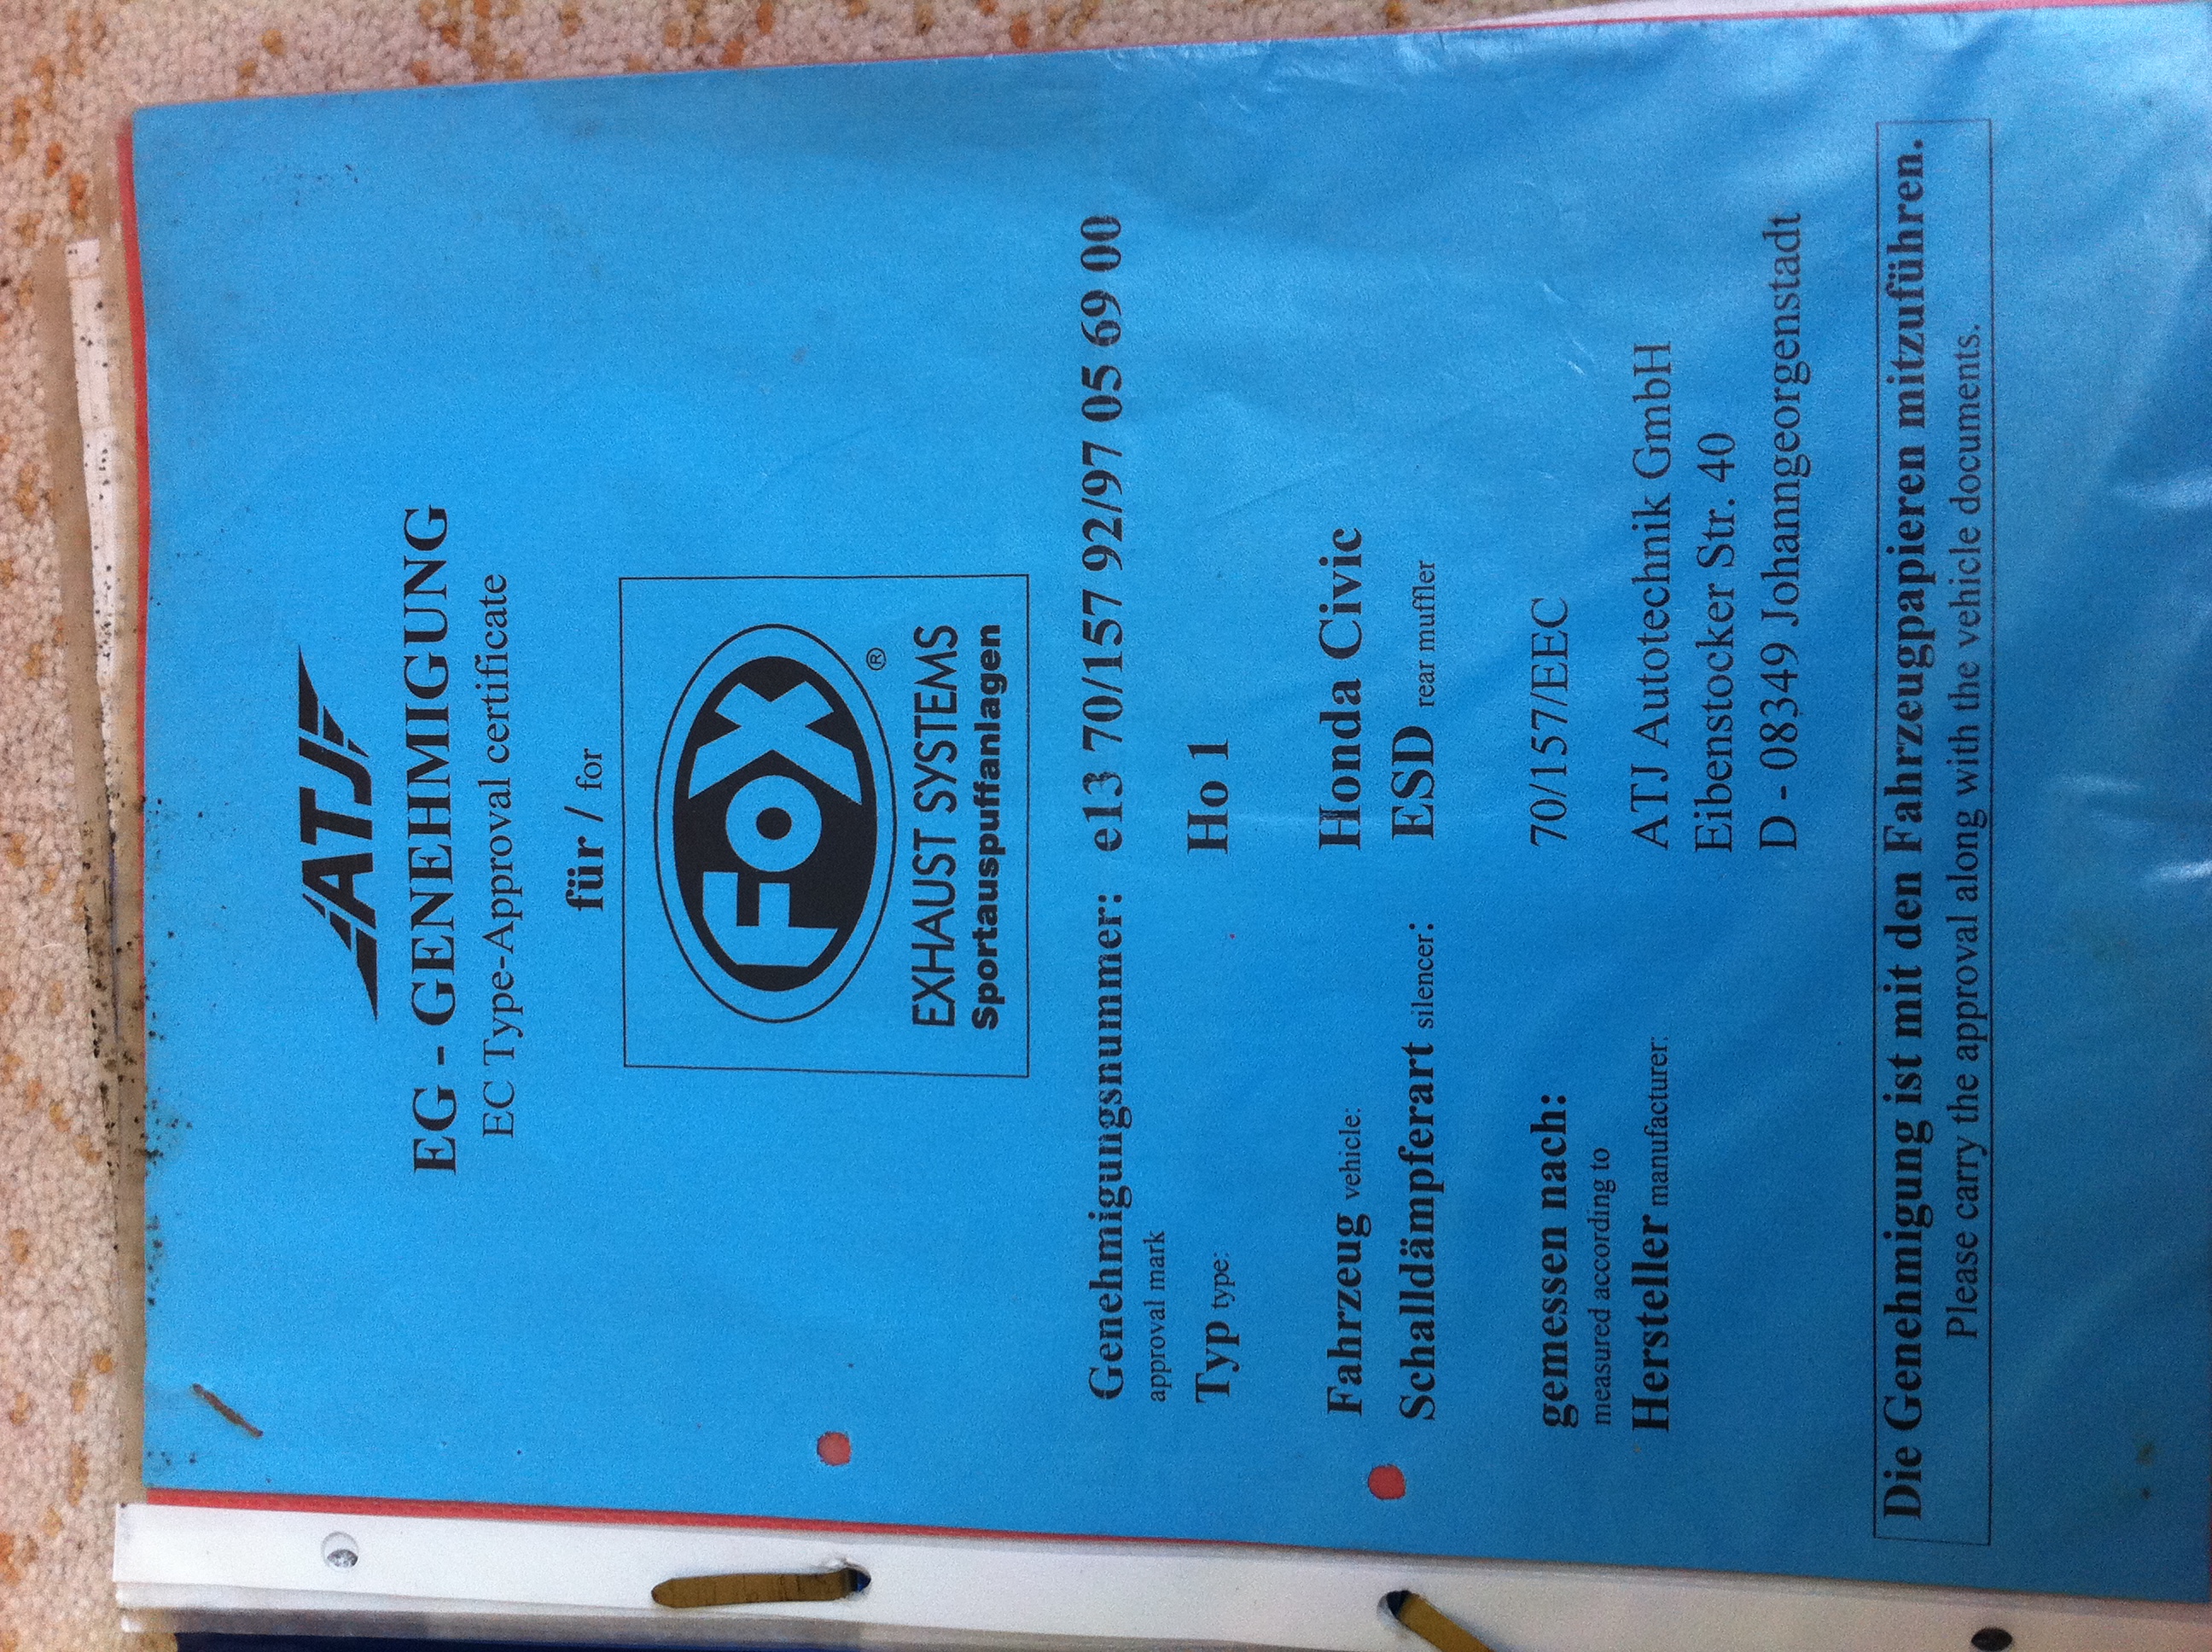 ATJ
EG - GENEHMIGUNG
EC Type-Approval certificate
für / for
FOX ®
EXHAUST SYSTEMS
Sportauspuffanlagen
Genehmigungsnummer: e13 70/157 92/97 05 69 00
approval mark
Typ type: Ho 1
Fahrzeug vehicle: Honda Civic
Schalldämpferart silencer: ESD rear muffler
gemessen nach: 70/157/EEC
measured according to
Hersteller manufacturer: ATJ Autotechnik GmbH
Eibenstocker Str. 40
D - 08349 Johanngeorgenstadt
Die Genehmigung ist mit den Fahrzeugpapieren mitzuführen.
Please carry the approval along with the vehicle documents.